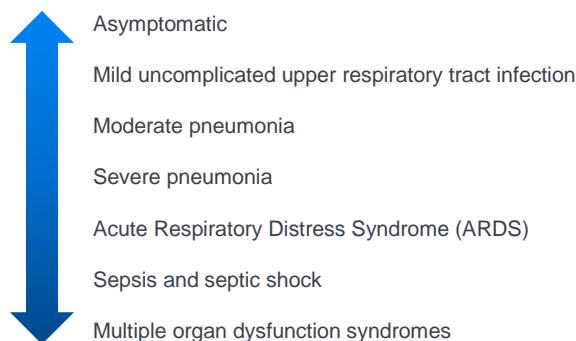 Asymptomatic
Mild uncomplicated upper respiratory tract infection
Moderate pneumonia
Severe pneumonia
Acute Respiratory Distress Syndrome (ARDS)
Sepsis and septic shock
Multiple organ dysfunction syndromes